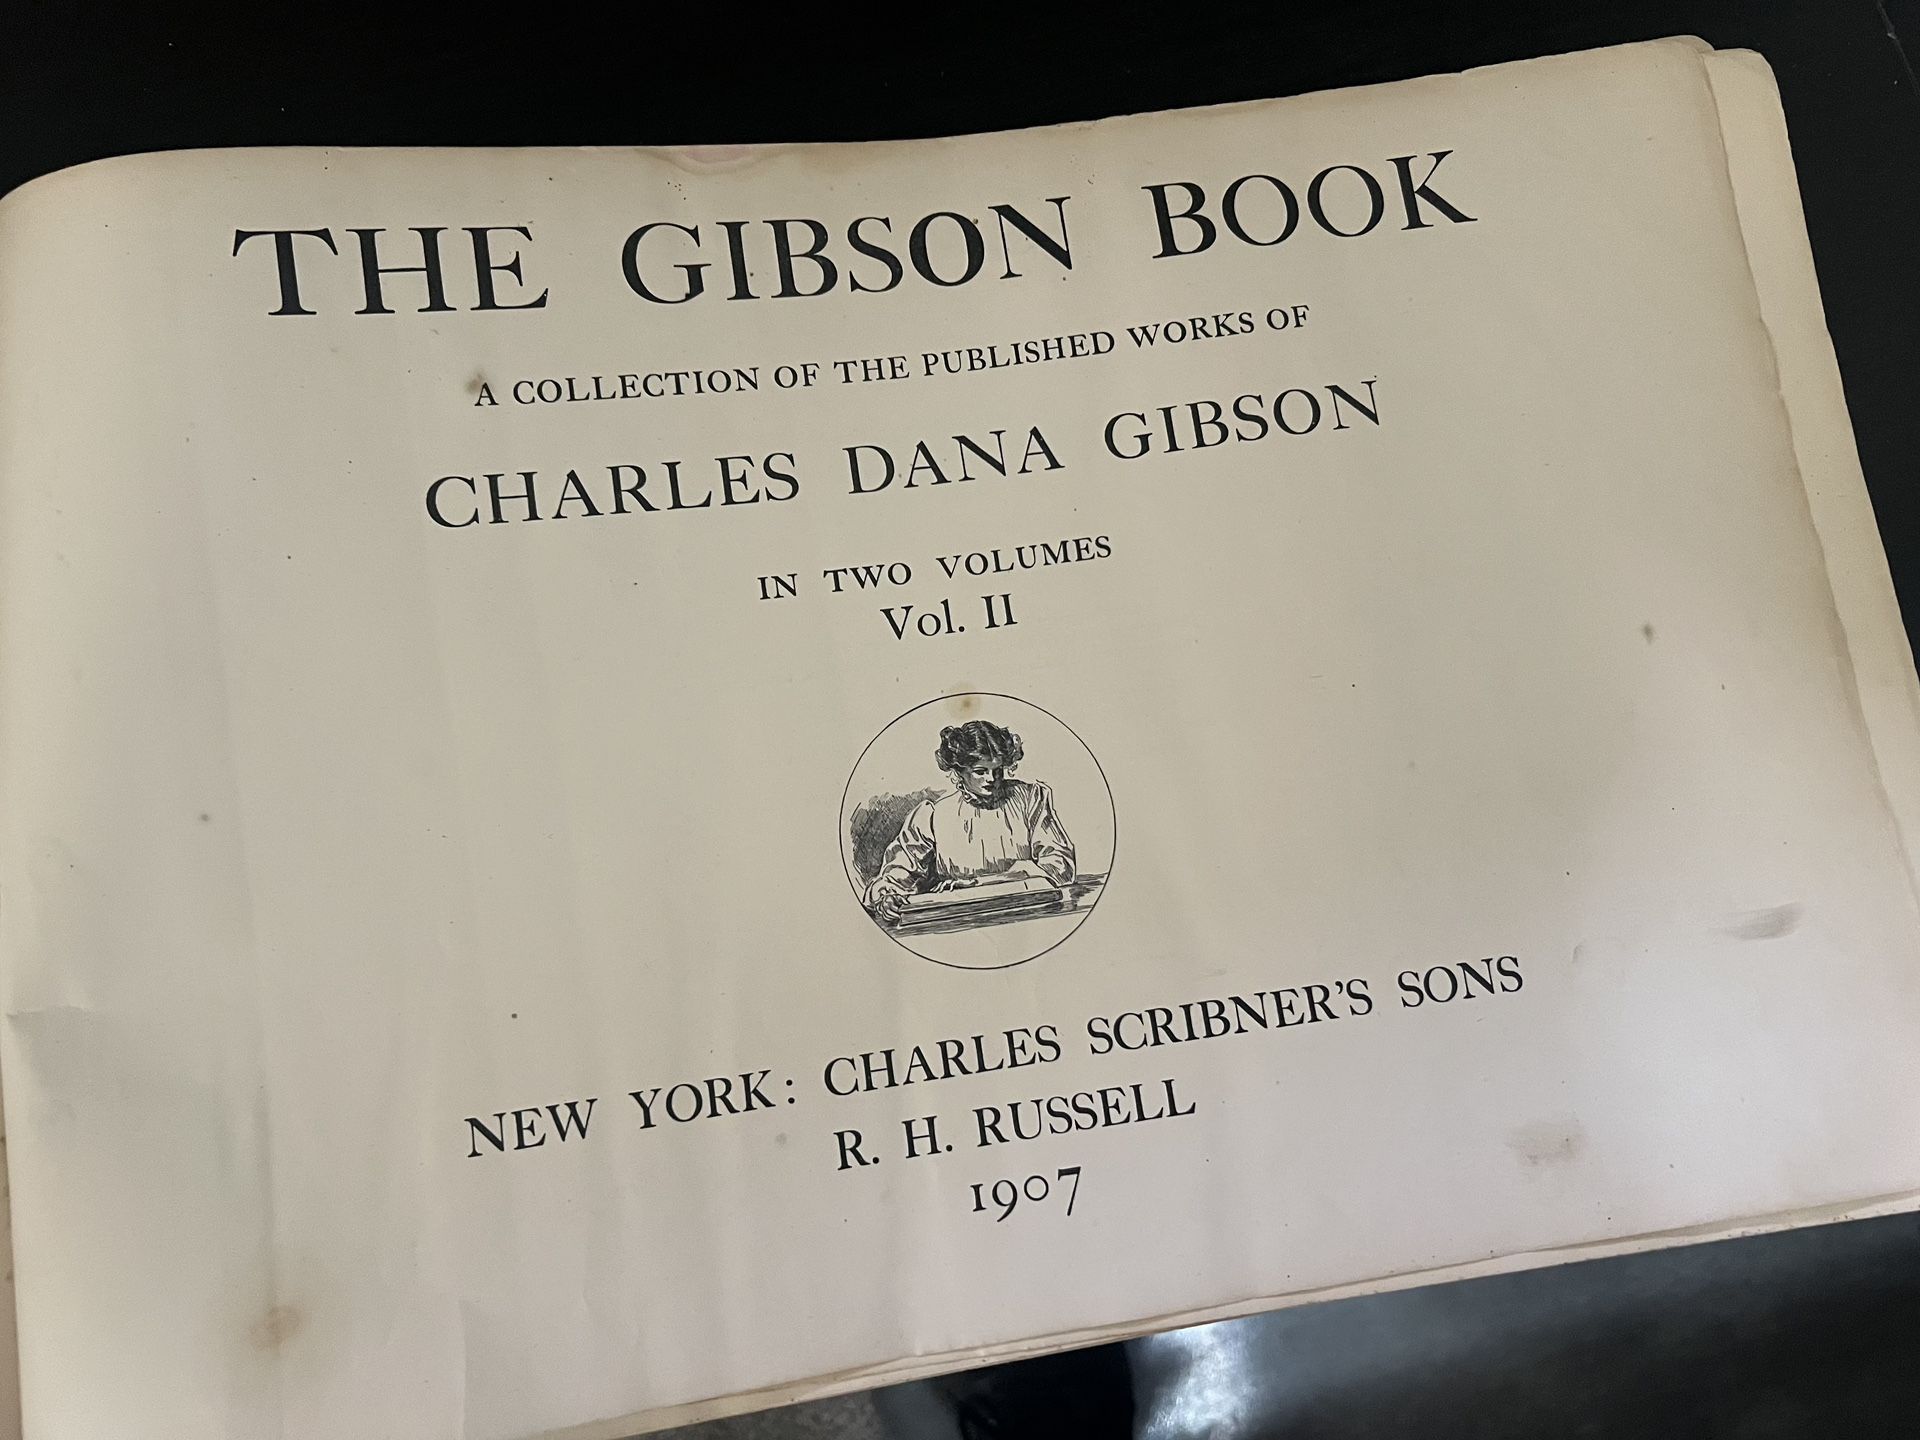 THE GIBSON BOOK
A COLLECTION OF THE PUBLISHED WORKS OF
CHARLES DANA GIBSON
IN TWO VOLUMES
Vol. II
NEW YORK: CHARLES SCRIBNER'S SONS
R. H. RUSSELL
1907